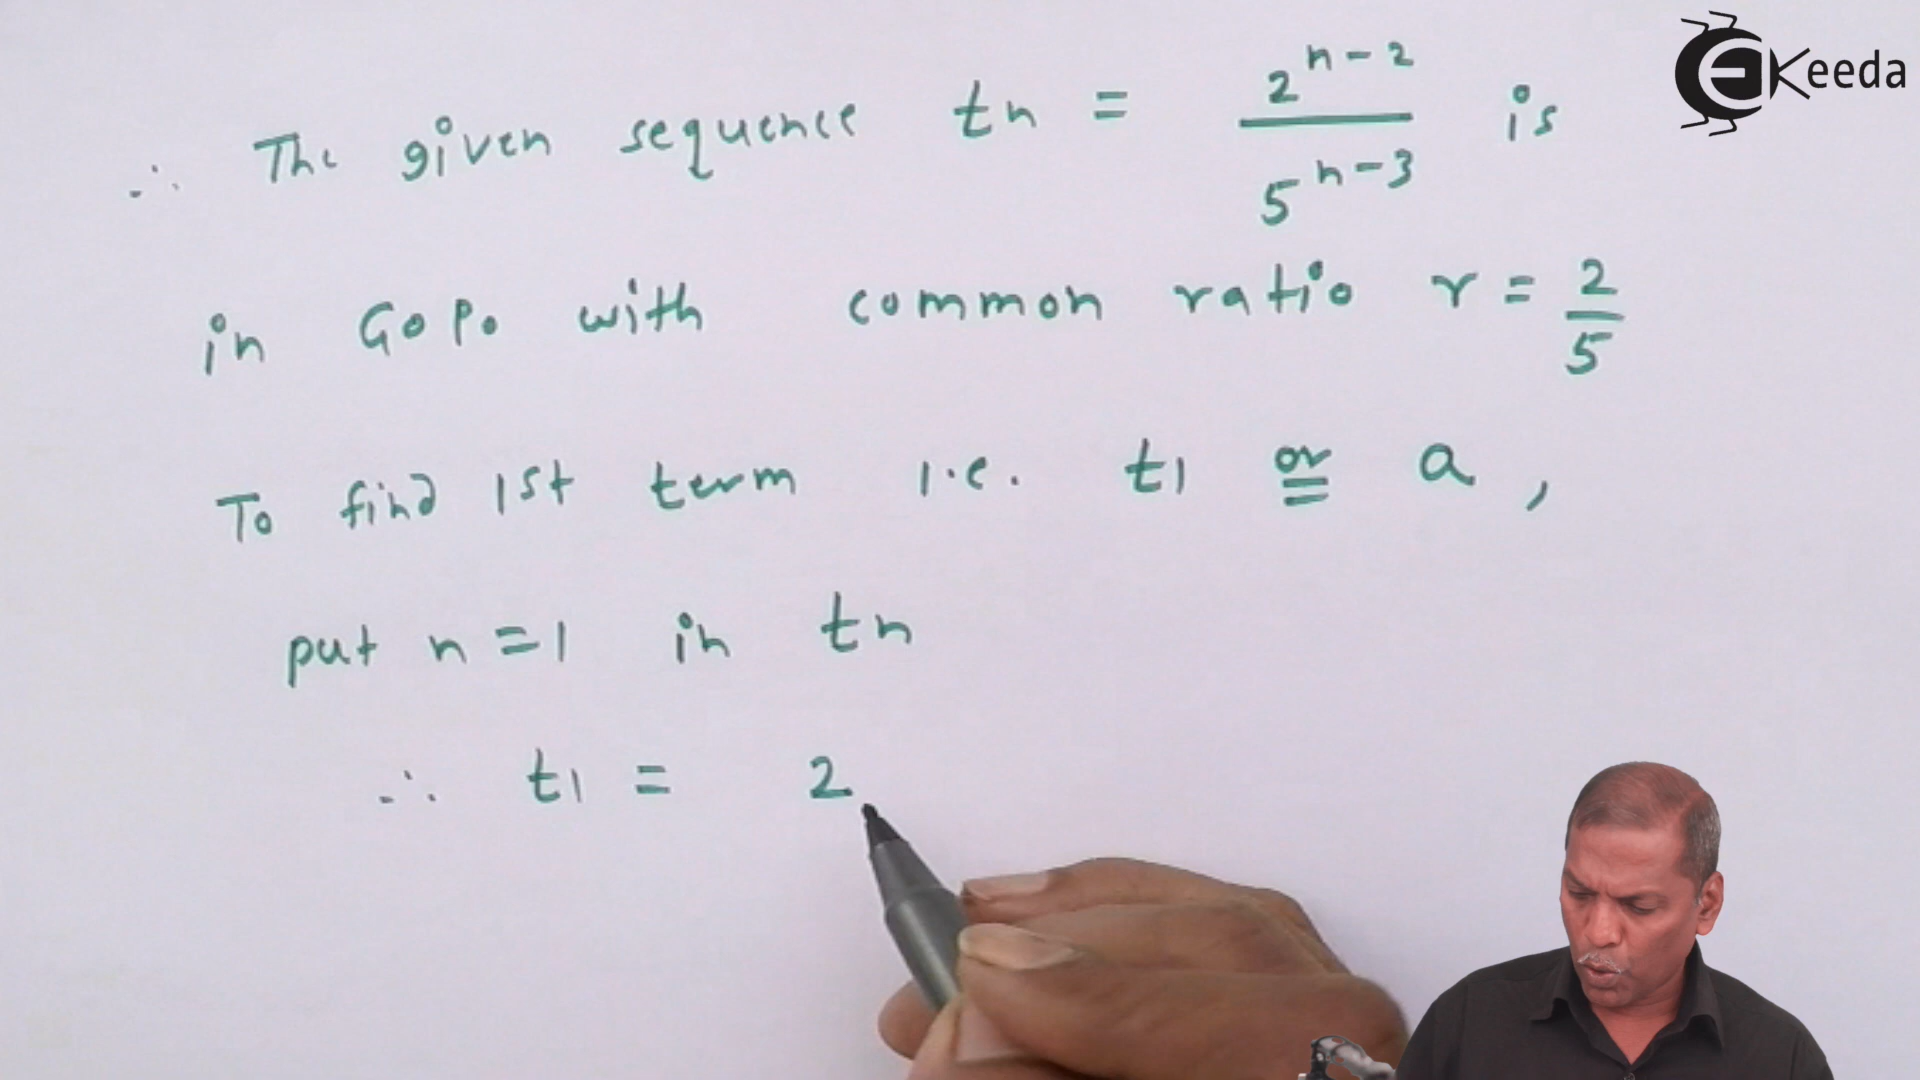 EKeeda
∴ The given sequence tn = 2^(n-2) / 5^(n-3) is
in G.P. with common ratio r = 2/5
To find 1st term i.e. t1 or a ,
put n = 1 in tn
∴ t1 = 2